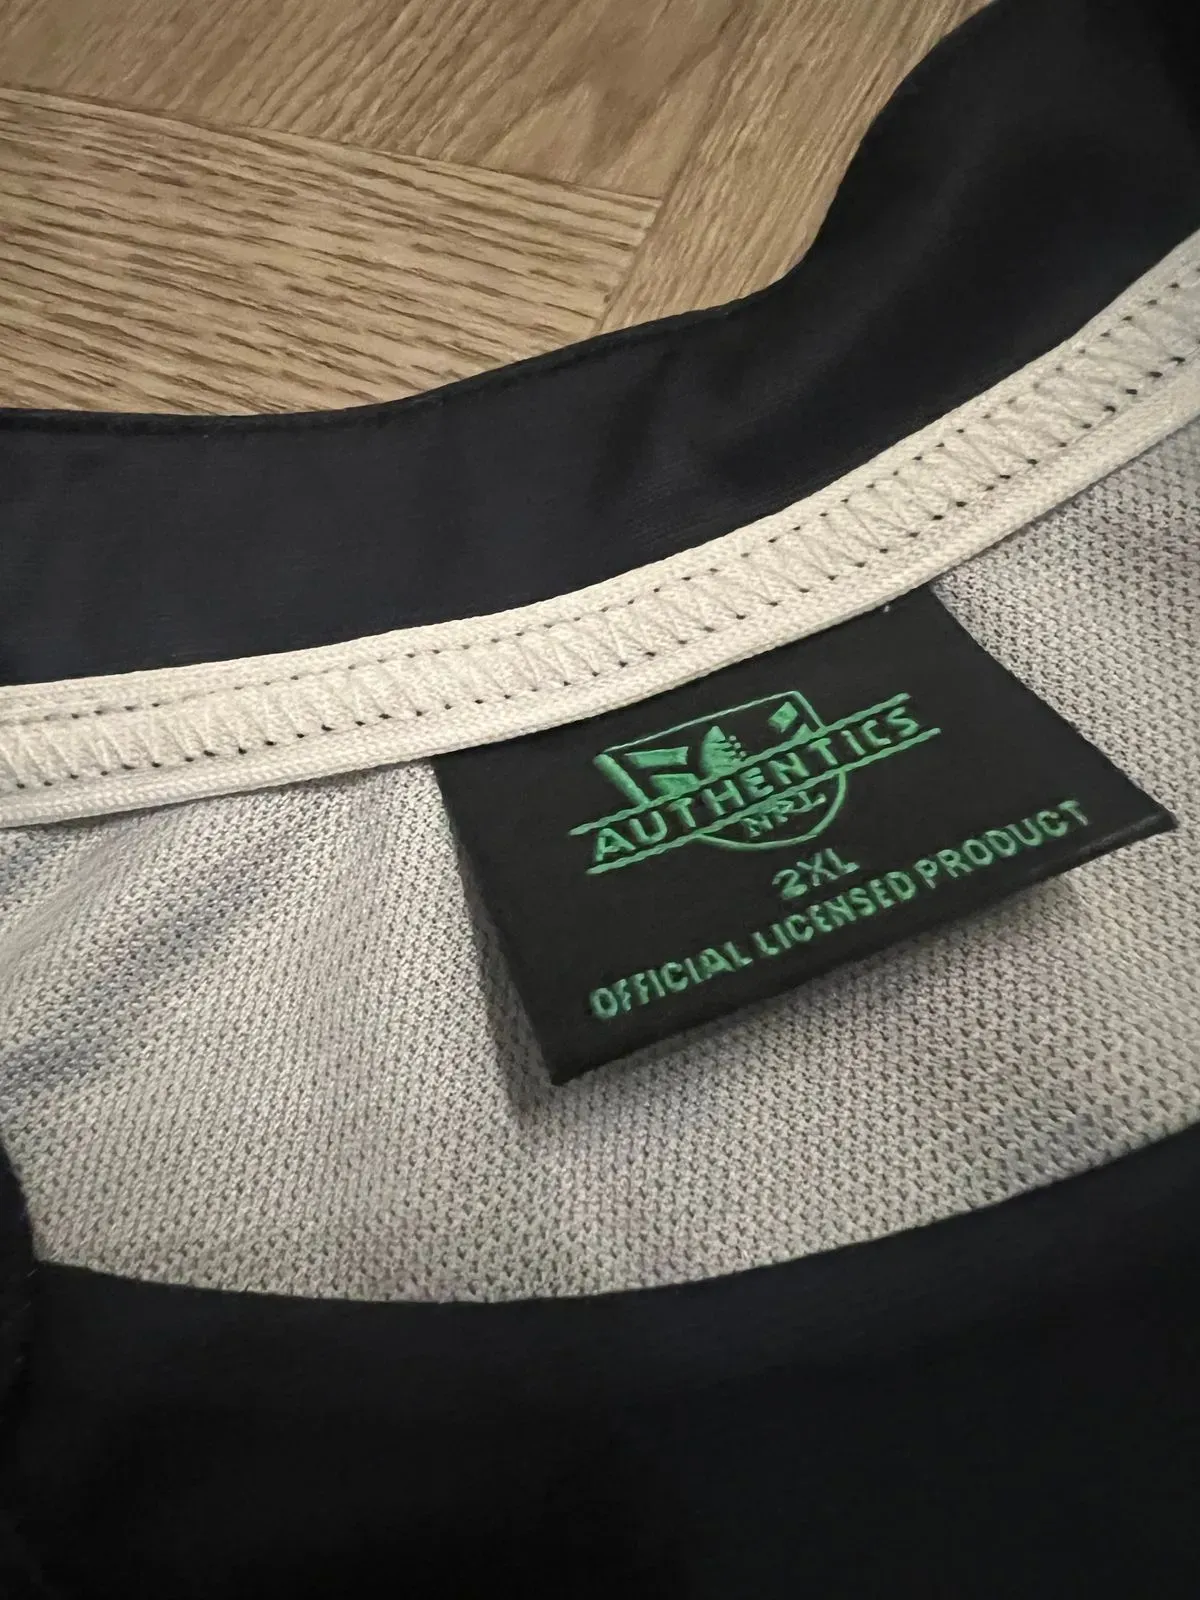 AUTHENTICS
NRL
2XL
OFFICIAL LICENSED PRODUCT